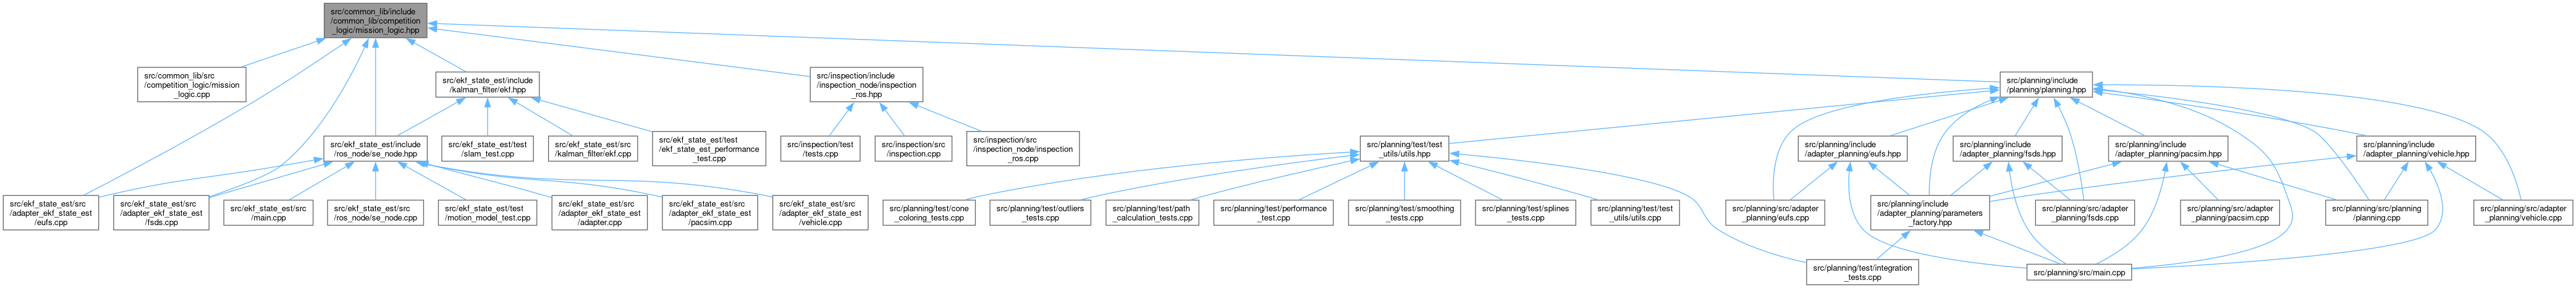 src/common_lib/include
/common_lib/competition
_logic/mission_logic.hpp
src/common_lib/src
/competition_logic/mission
_logic.cpp
src/ekf_state_est/include
/kalman_filter/ekf.hpp
src/inspection/include
/inspection_node/inspection
_ros.hpp
src/planning/include
/planning/planning.hpp
src/ekf_state_est/include
/ros_node/se_node.hpp
src/ekf_state_est/test
/slam_test.cpp
src/ekf_state_est/src
/kalman_filter/ekf.cpp
src/ekf_state_est/test
/ekf_state_est_performance
_test.cpp
src/inspection/test
/tests.cpp
src/inspection/src
/inspection.cpp
src/inspection/src
/inspection_node/inspection
_ros.cpp
src/planning/test/test
_utils/utils.hpp
src/planning/include
/adapter_planning/eufs.hpp
src/planning/include
/adapter_planning/fsds.hpp
src/planning/include
/adapter_planning/pacsim.hpp
src/planning/include
/adapter_planning/vehicle.hpp
src/ekf_state_est/src
/adapter_ekf_state_est
/eufs.cpp
src/ekf_state_est/src
/adapter_ekf_state_est
/fsds.cpp
src/ekf_state_est/src
/main.cpp
src/ekf_state_est/src
/ros_node/se_node.cpp
src/ekf_state_est/test
/motion_model_test.cpp
src/ekf_state_est/src
/adapter_ekf_state_est
/adapter.cpp
src/ekf_state_est/src
/adapter_ekf_state_est
/pacsim.cpp
src/ekf_state_est/src
/adapter_ekf_state_est
/vehicle.cpp
src/planning/test/cone
_coloring_tests.cpp
src/planning/test/outliers
_tests.cpp
src/planning/test/path
_calculation_tests.cpp
src/planning/test/performance
_test.cpp
src/planning/test/smoothing
_tests.cpp
src/planning/test/splines
_tests.cpp
src/planning/test/test
_utils/utils.cpp
src/planning/src/adapter
_planning/eufs.cpp
src/planning/include
/adapter_planning/parameters
_factory.hpp
src/planning/src/adapter
_planning/fsds.cpp
src/planning/src/adapter
_planning/pacsim.cpp
src/planning/src/planning
/planning.cpp
src/planning/src/adapter
_planning/vehicle.cpp
src/planning/test/integration
_tests.cpp
src/planning/src/main.cpp